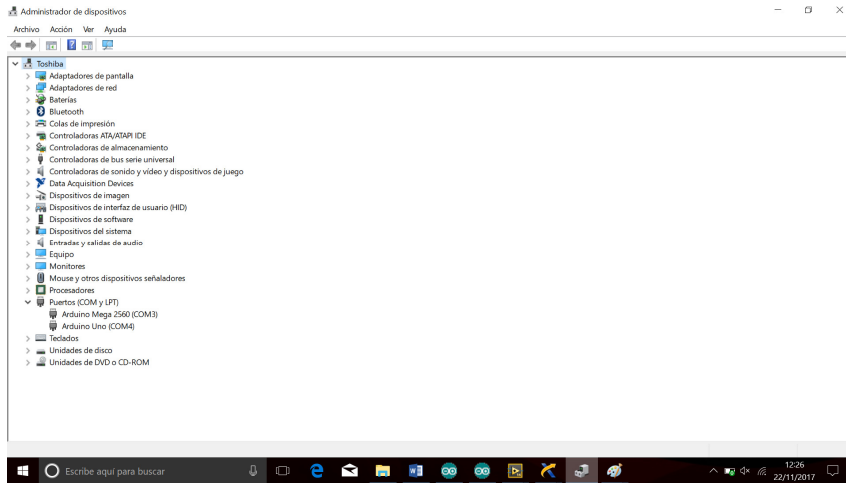 Administrador de dispositivos
Archivo Acción Ver Ayuda
Toshiba
Adaptadores de pantalla
Adaptadores de red
Baterías
Bluetooth
Colas de impresión
Controladoras ATA/ATAPI IDE
Controladoras de almacenamiento
Controladoras de bus serie universal
Controladoras de sonido y vídeo y dispositivos de juego
Data Acquisition Devices
Dispositivos de imagen
Dispositivos de interfaz de usuario (HID)
Dispositivos de software
Dispositivos del sistema
Entradas y salidas de audio
Equipo
Monitores
Mouse y otros dispositivos señaladores
Procesadores
Puertos (COM y LPT)
Arduino Mega 2560 (COM3)
Arduino Uno (COM4)
Teclados
Unidades de disco
Unidades de DVD o CD-ROM
Escribe aquí para buscar
12:26
22/11/2017